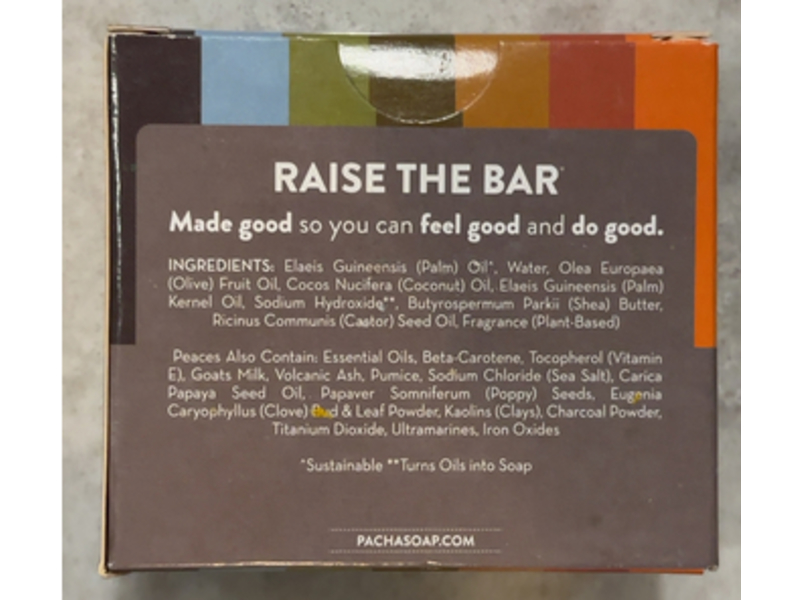 RAISE THE BAR
Made good so you can feel good and do good.
INGREDIENTS: Elaeis Guineensis (Palm) Oil*, Water, Olea Europaea
(Olive) Fruit Oil, Cocos Nucifera (Coconut) Oil, Elaeis Guineensis (Palm)
Kernel Oil, Sodium Hydroxide**, Butyrospermum Parkii (Shea) Butter,
Ricinus Communis (Castor) Seed Oil, Fragrance (Plant-Based)
Peaces Also Contain: Essential Oils, Beta-Carotene, Tocopherol (Vitamin
E), Goats Milk, Volcanic Ash, Pumice, Sodium Chloride (Sea Salt), Carica
Papaya Seed Oil, Papaver Somniferum (Poppy) Seeds, Eugenia
Caryophyllus (Clove) Bud & Leaf Powder, Kaolins (Clays), Charcoal Powder,
Titanium Dioxide, Ultramarines, Iron Oxides
*Sustainable **Turns Oils into Soap
PACHASOAP.COM